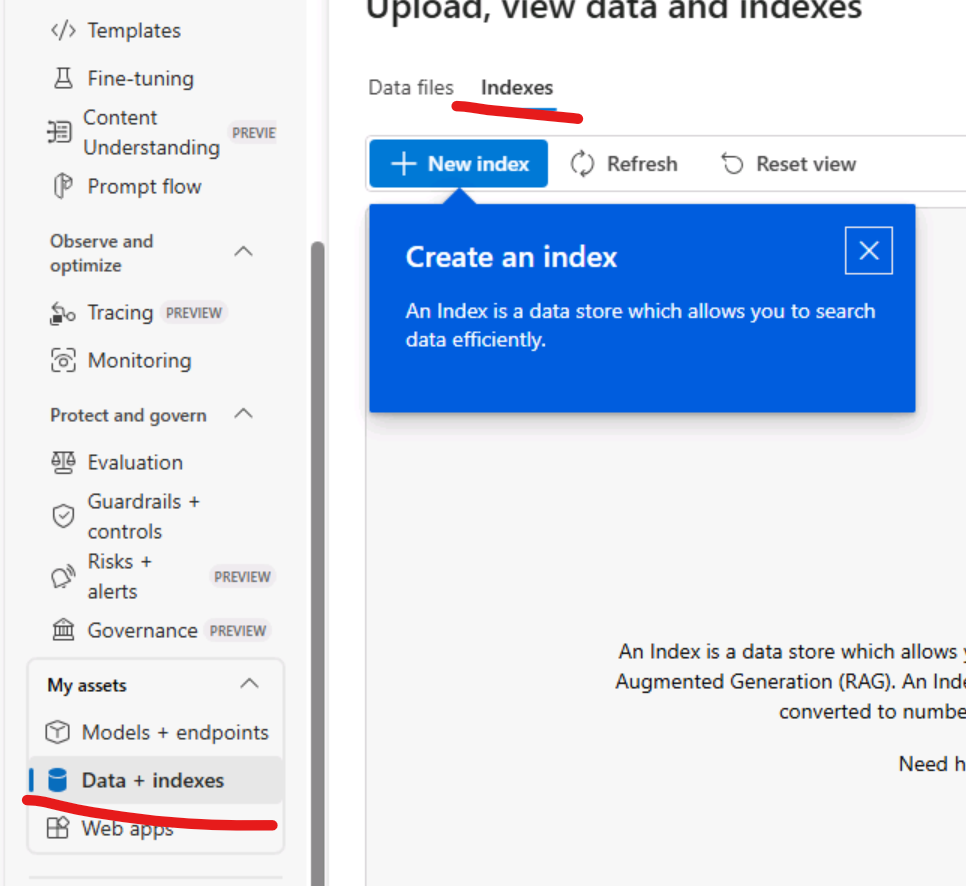 Templates
Fine-tuning
Content
Understanding
PREVIE
Prompt flow
Observe and
optimize
Tracing PREVIEW
Monitoring
Protect and govern
Evaluation
Guardrails +
controls
Risks +
alerts
PREVIEW
Governance PREVIEW
My assets
Models + endpoints
Data + indexes
Web apps
Upload, view data and indexes
Data files Indexes
New index Refresh Reset view
Create an index
An Index is a data store which allows you to search
data efficiently.
An Index is a data store which allows
Augmented Generation (RAG). An Inde
converted to numbe
Need h